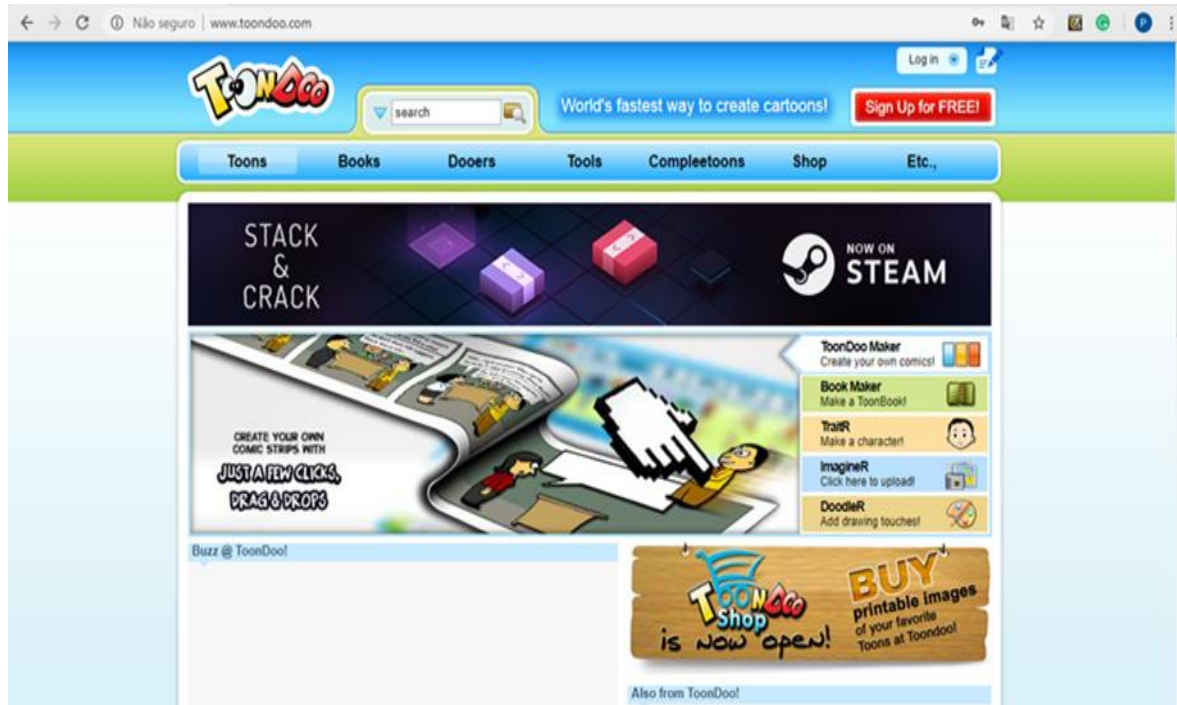 Não seguro | www.toondoo.com
Log in
TOONDOO
search
World's fastest way to create cartoons!
Sign Up for FREE!
Toons Books Dooers Tools Compleetoons Shop Etc.,
STACK
&
CRACK
NOW ON
STEAM
CREATE YOUR OWN
COMIC STRIPS WITH
JUST A FEW CLICKS,
DRAG & DROPS
ToonDoo Maker
Create your own comics!
Book Maker
Make a ToonBook!
TraitR
Make a character!
ImagineR
Click here to upload!
DoodleR
Add drawing touches!
Buzz @ ToonDoo!
TOONDOO
Shop
is now open!
BUY
printable images
of your favorite
Toons at Toondoo!
Also from ToonDoo!